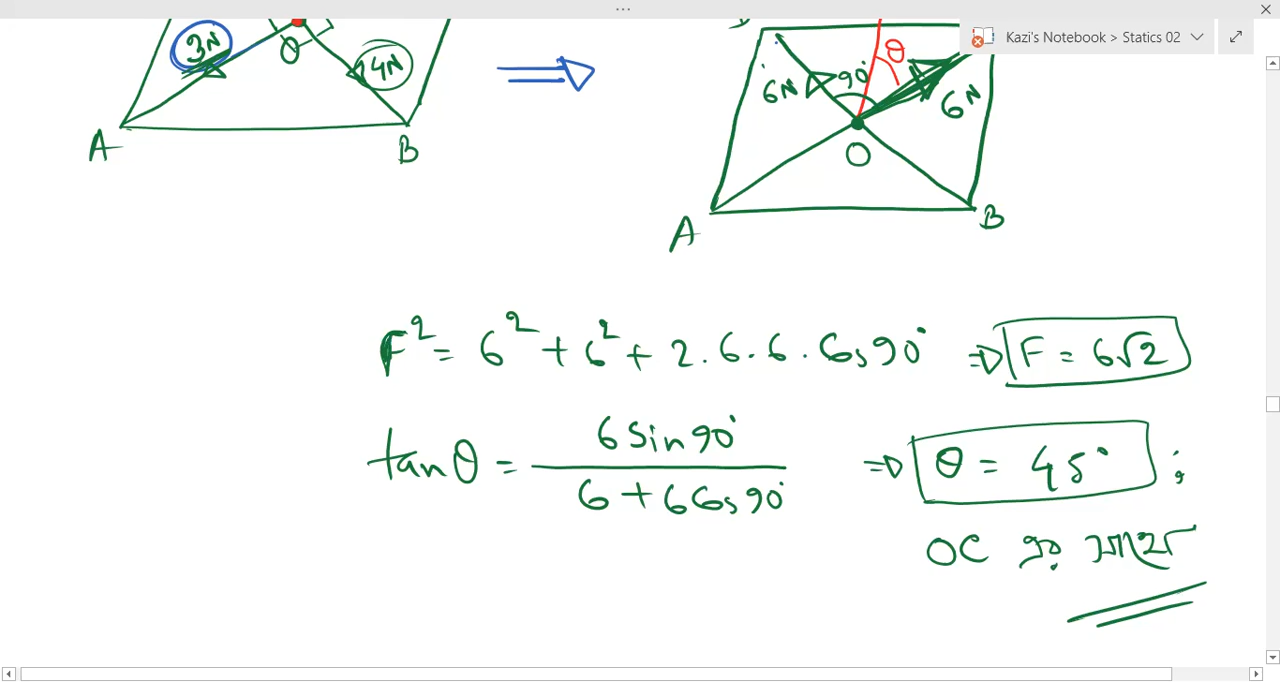 ...
Kazi's Notebook > Statics 02
3N
θ
4N
6N
90°
6N
O
O
A
B
A
B
F² = 6² + 6² + 2.6.6.Cos90° ⇒ F = 6√2
tanθ = 6 Sin90° / 6 + 6Cos90° ⇒ θ = 45° ;
OC এর সাথে